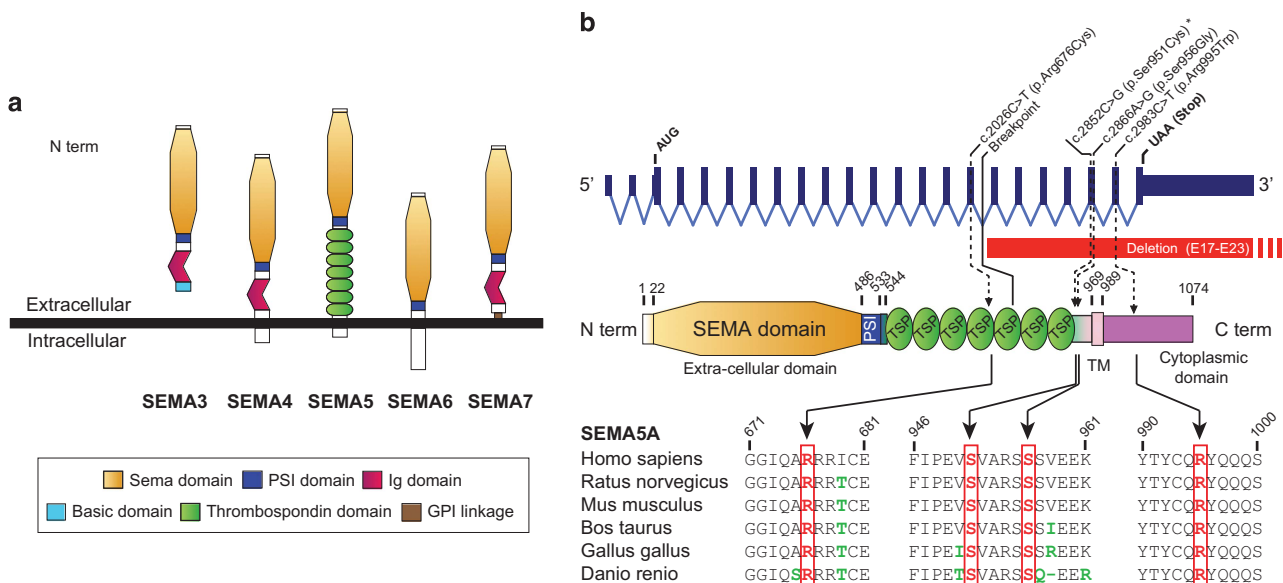 a
N term
Extracellular
Intracellular
SEMA3 SEMA4 SEMA5 SEMA6 SEMA7
Sema domain PSI domain Ig domain
Basic domain Thrombospondin domain GPI linkage
b
c.2026C>T (p.Arg676Cys)
Breakpoint
c.2852C>G (p.Ser951Cys) *
c.2866A>G (p.Ser956Gly)
c.2983C>T (p.Arg995Trp)
AUG
UAA (Stop)
5’ 3’
Deletion (E17-E23)
1 22 486 533 544 969 989 1074
N term SEMA domain PSI TSP TSP TSP TSP TSP TSP TSP C term
Extra-cellular domain TM Cytoplasmic
domain
SEMA5A 671 681 946 961 990 1000
Homo sapiens GGIQARRRICE FIPEVSVARSSSVEEK YTYCQRYQQQS
Ratus norvegicus GGIQARRRTCE FIPEVSVARSSSVEEK YTYCQRYQQQS
Mus musculus GGIQARRRTCE FIPEVSVARSSSVEEK YTYCQRYQQQS
Bos taurus GGIQARRRTCE FIPEVSVARSSSIEEK YTYCQRYQQQS
Gallus gallus GGIQARRRTCE FIPEISVARSSSREEK YTYCQRYQQQS
Danio renio GGIQSRRRTCE FIPETSVARSSQ-EER YTYCQRYQQQS